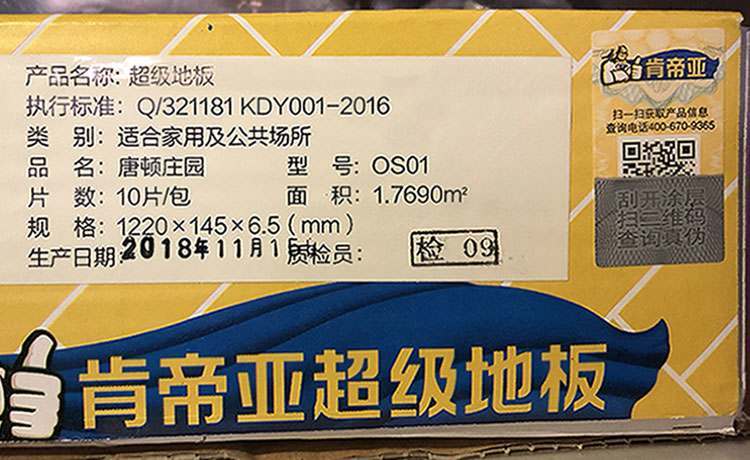 产品名称: 超级地板
执行标准: Q/321181 KDY001-2016
类 别: 适合家用及公共场所
品 名: 唐顿庄园 型 号: OS01
片 数: 10片/包 面 积: 1.7690m²
规 格: 1220×145×6.5(mm)
生产日期: 2018年11月15 质检员: 检 09
肯帝亚
扫一扫获取产品信息
查询电话400-670-9365
刮开涂层
扫二维码
查询真伪
肯帝亚超级地板